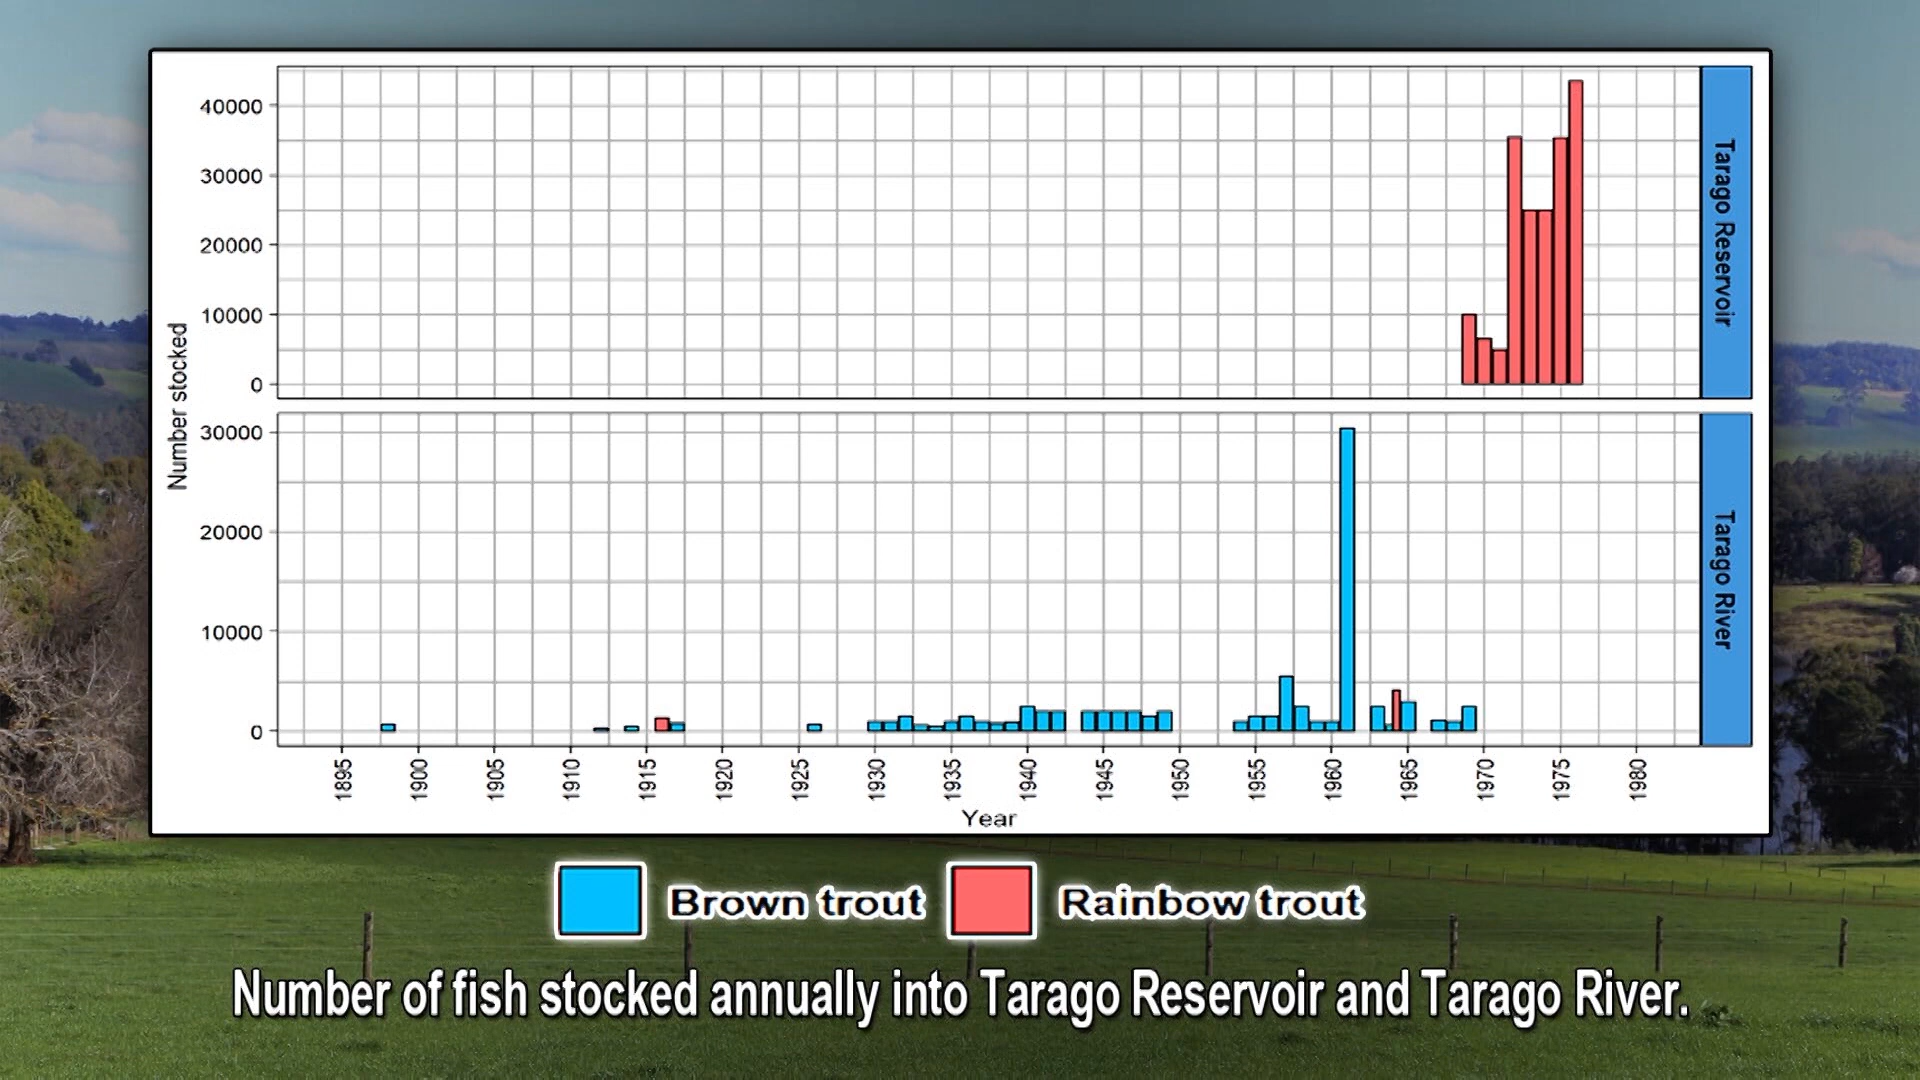 40000
30000
20000
10000
0
Tarago Reservoir
Number stocked
30000
20000
10000
0
Tarago River
1895 1900 1905 1910 1915 1920 1925 1930 1935 1940 1945 1950 1955 1960 1965 1970 1975 1980
Year
Brown trout Rainbow trout
Number of fish stocked annually into Tarago Reservoir and Tarago River.